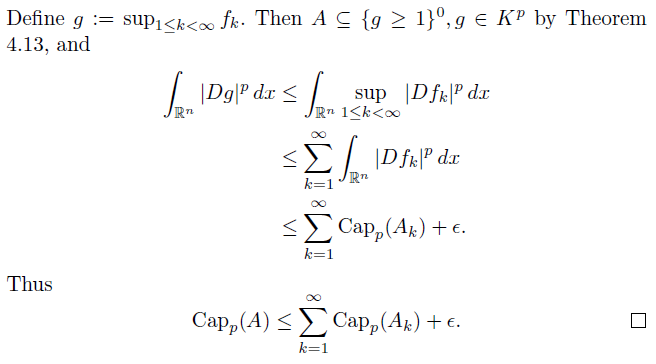 Define g := sup_{1≤k<∞} f_k. Then A ⊆ {g ≥ 1}^0, g ∈ K^p by Theorem
4.13, and
∫_{ℝ^n} |Dg|^p dx ≤ ∫_{ℝ^n} sup_{1≤k<∞} |Df_k|^p dx
≤ ∑_{k=1}^{∞} ∫_{ℝ^n} |Df_k|^p dx
≤ ∑_{k=1}^{∞} Cap_p(A_k) + ϵ.
Thus
Cap_p(A) ≤ ∑_{k=1}^{∞} Cap_p(A_k) + ϵ. □